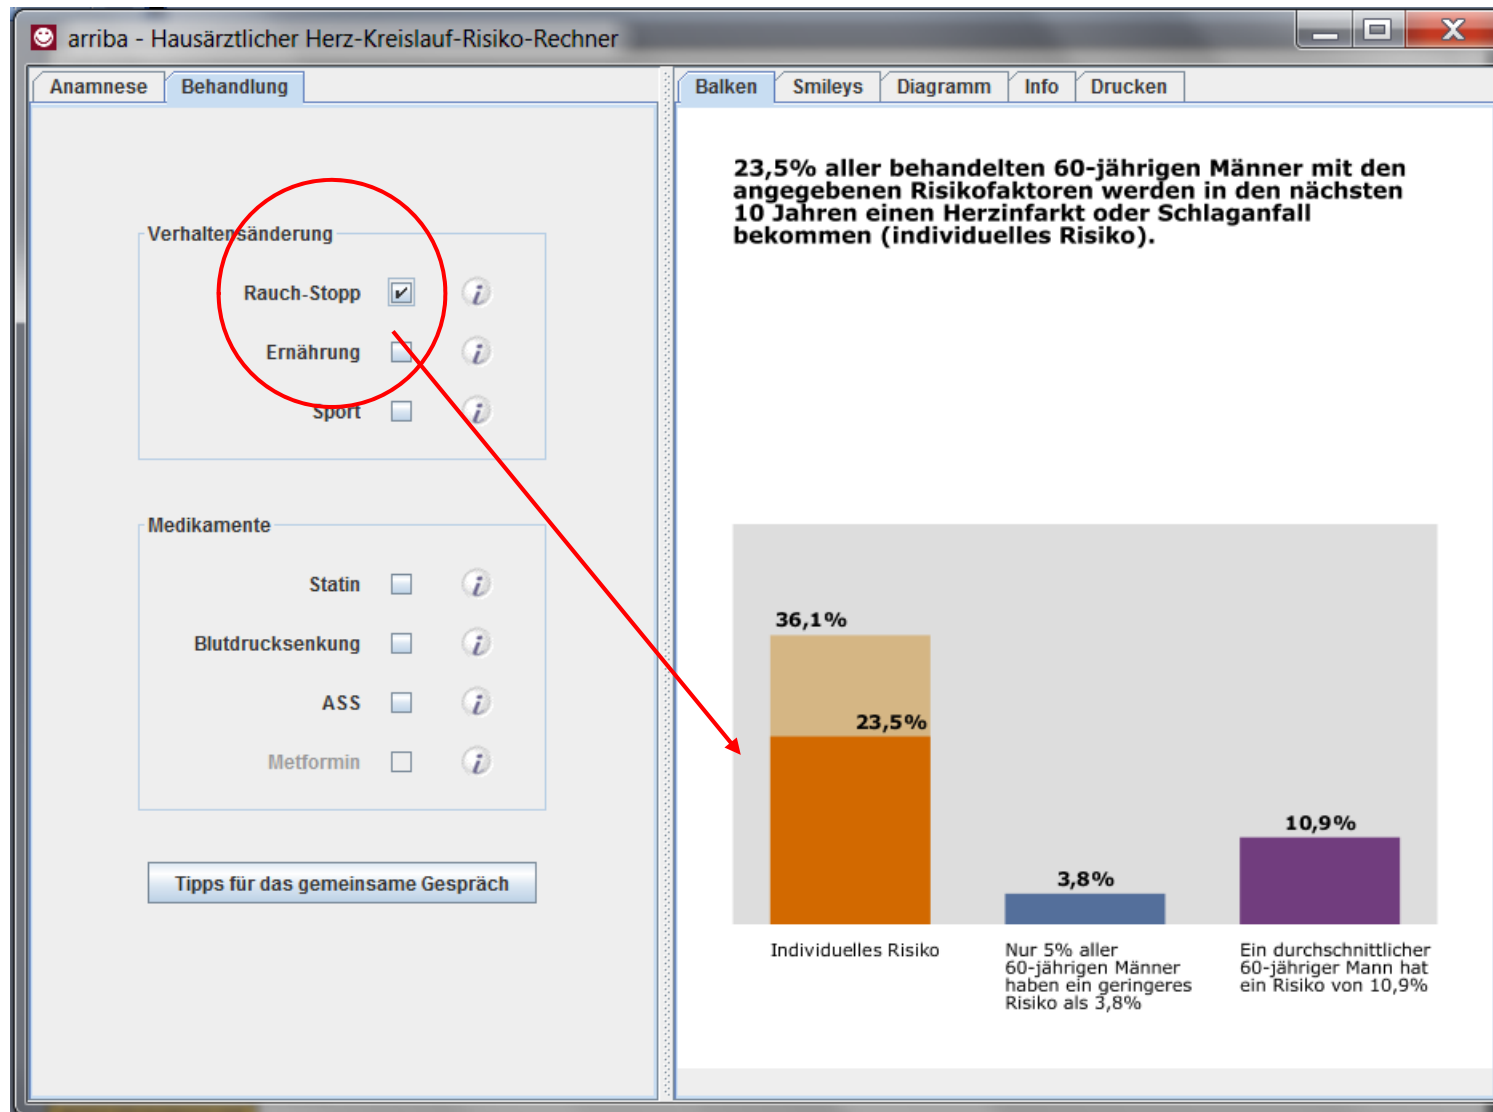 arriba - Hausärztlicher Herz-Kreislauf-Risiko-Rechner
X
Anamnese
Behandlung
Verhaltensänderung
Rauch-Stopp
Ernährung
Sport
Medikamente
Statin
Blutdrucksenkung
ASS
Metformin
Tipps für das gemeinsame Gespräch
Balken
Smileys
Diagramm
Info
Drucken
23,5% aller behandelten 60-jährigen Männer mit den
angegebenen Risikofaktoren werden in den nächsten
10 Jahren einen Herzinfarkt oder Schlaganfall
bekommen (individuelles Risiko).
36,1%
23,5%
3,8%
10,9%
Individuelles Risiko
Nur 5% aller
60-jährigen Männer
haben ein geringeres
Risiko als 3,8%
Ein durchschnittlicher
60-jähriger Mann hat
ein Risiko von 10,9%